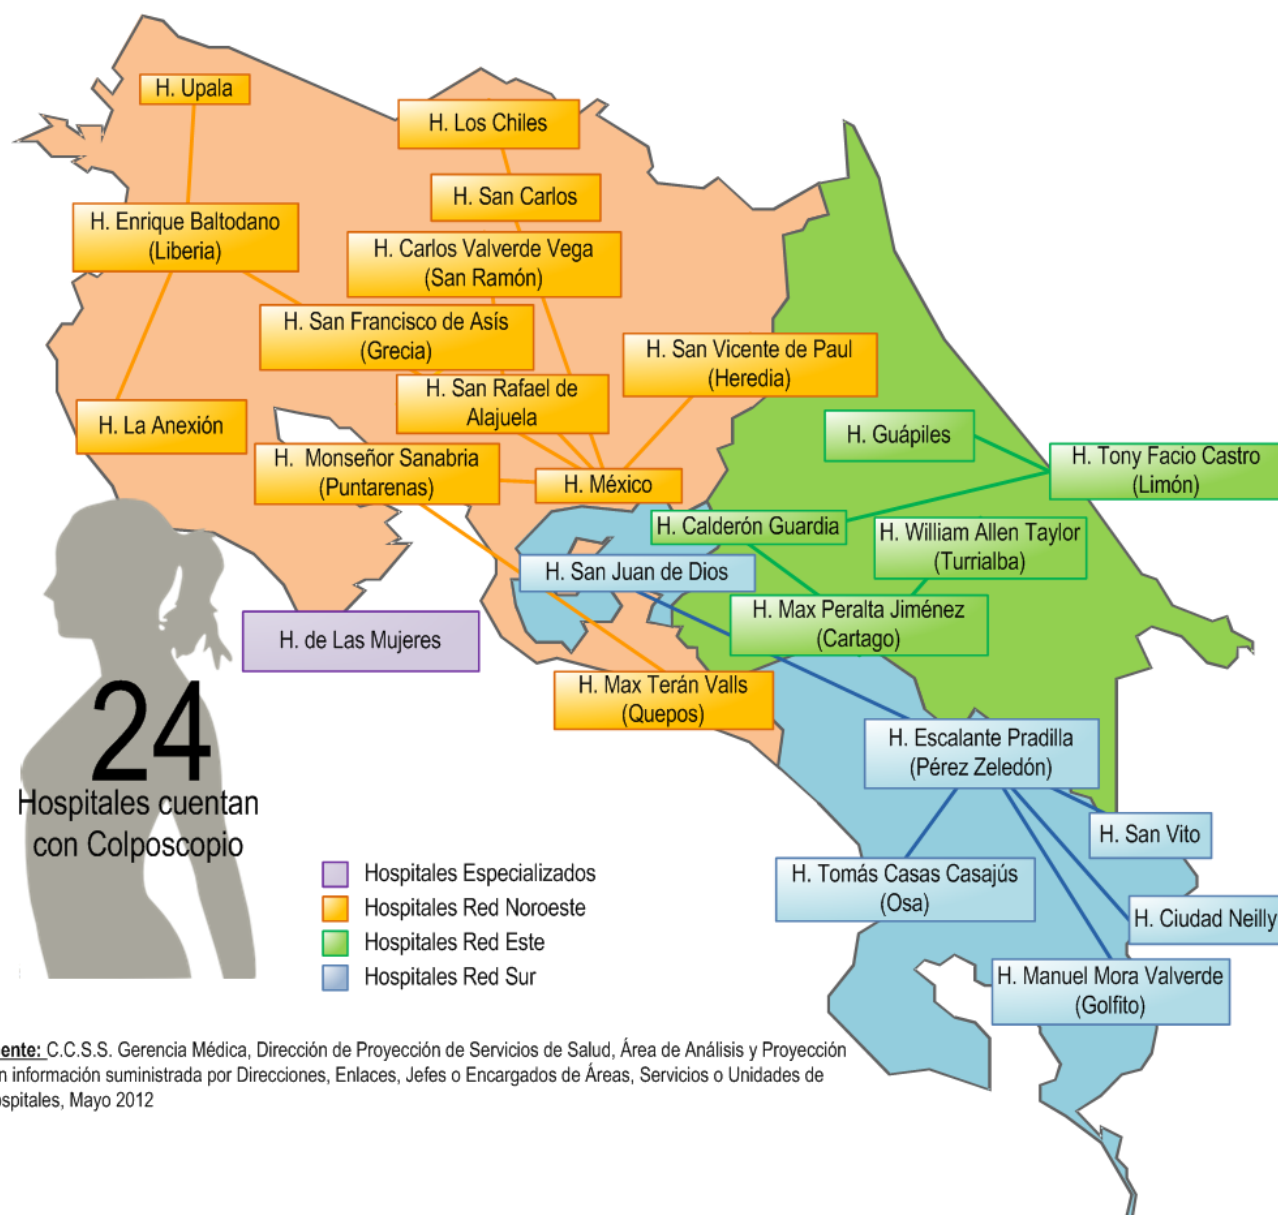 H. Upala
H. Los Chiles
H. San Carlos
H. Enrique Baltodano
(Liberia)
H. Carlos Valverde Vega
(San Ramón)
H. San Francisco de Asís
(Grecia)
H. San Vicente de Paul
(Heredia)
H. San Rafael de
Alajuela
H. La Anexión
H. Guápiles
H. Monseñor Sanabria
(Puntarenas)
H. México
H. Tony Facio Castro
(Limón)
H. Calderón Guardia
H. William Allen Taylor
(Turrialba)
H. San Juan de Dios
H. Max Peralta Jiménez
(Cartago)
H. de Las Mujeres
H. Max Terán Valls
(Quepos)
24
Hospitales cuentan
con Colposcopio
H. Escalante Pradilla
(Pérez Zeledón)
H. San Vito
H. Tomás Casas Casajús
(Osa)
H. Ciudad Neilly
H. Manuel Mora Valverde
(Golfito)
Hospitales Especializados
Hospitales Red Noroeste
Hospitales Red Este
Hospitales Red Sur
ente: C.C.S.S. Gerencia Médica, Dirección de Proyección de Servicios de Salud, Área de Análisis y Proyección
n información suministrada por Direcciones, Enlaces, Jefes o Encargados de Áreas, Servicios o Unidades de
spitales, Mayo 2012